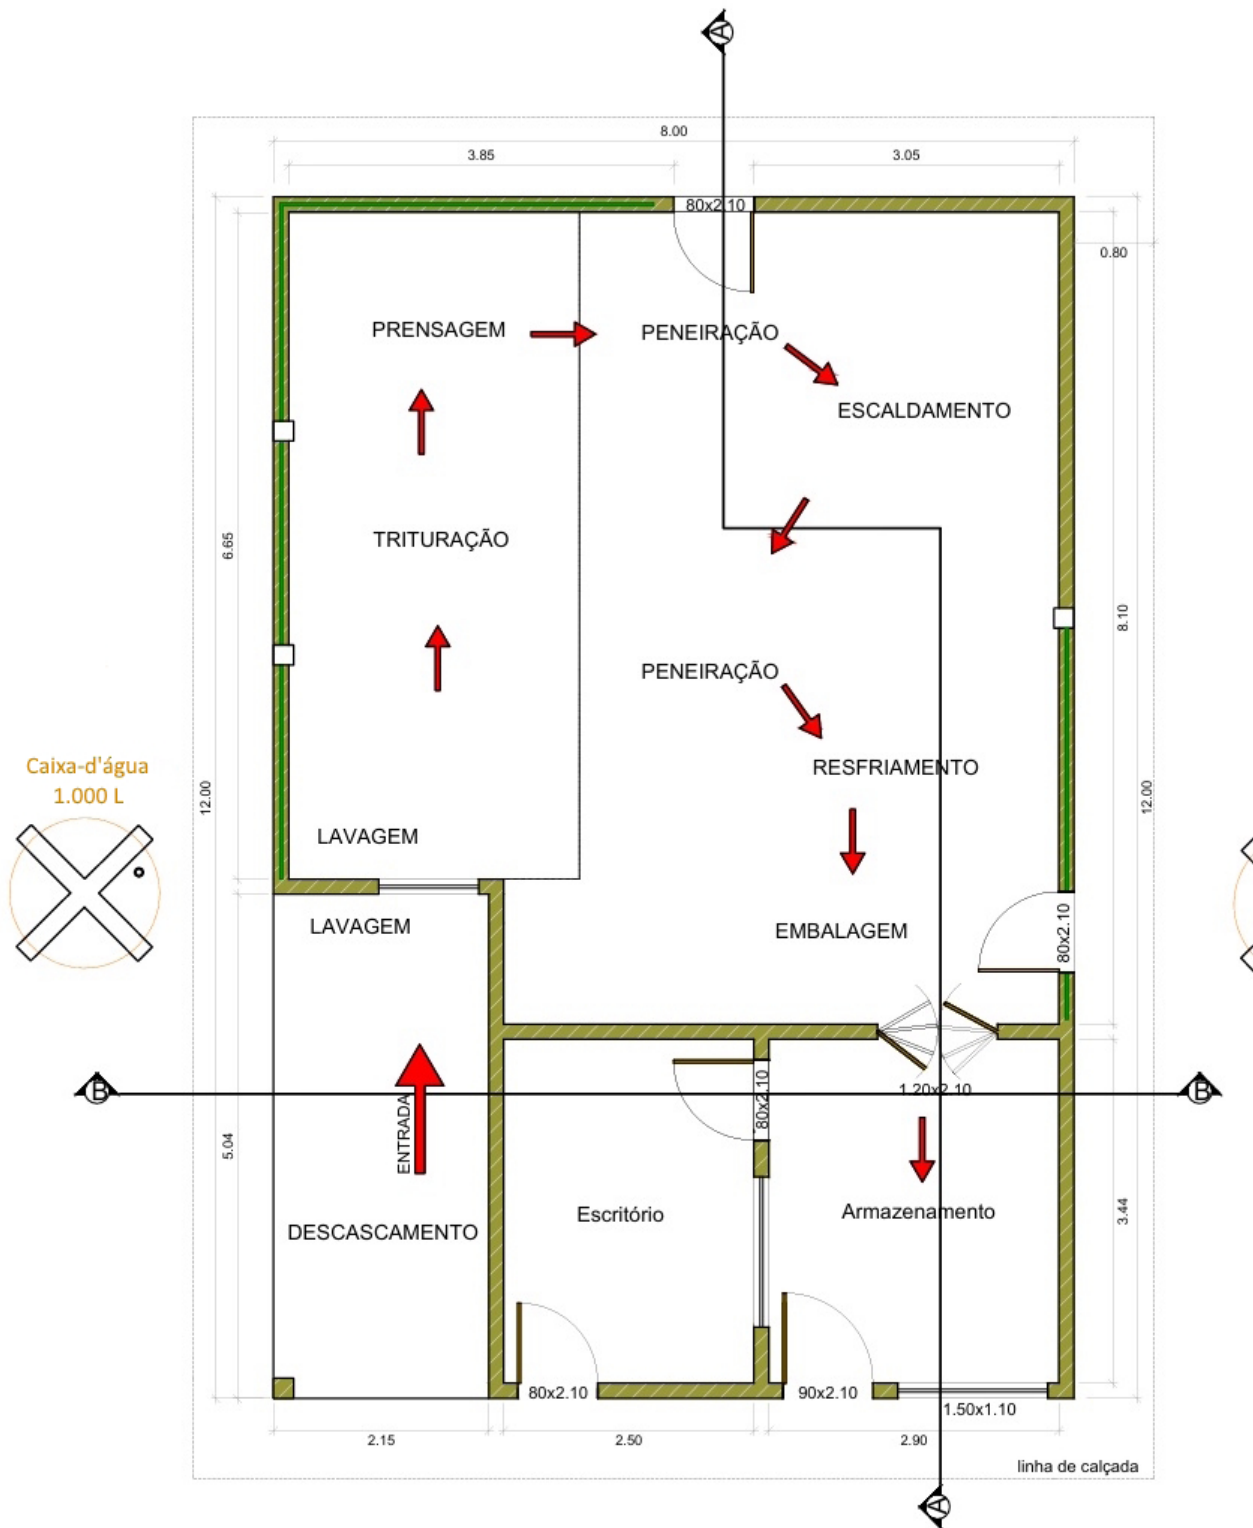 A
8.00
3.85
3.05
80x2.10
0.80
PRENSAGEM
PENEIRAÇÃO
ESCALDAMENTO
6.65
TRITURAÇÃO
8.10
PENEIRAÇÃO
Caixa-d'água
1.000 L
12.00
RESFRIAMENTO
12.00
LAVAGEM
LAVAGEM
EMBALAGEM
80x2.10
B
ENTRADA
80x2.10
1.20x2.10
B
5.04
Escritório
Armazenamento
3.44
DESCASCAMENTO
80x2.10
90x2.10
1.50x1.10
2.15
2.50
2.90
linha de calçada
A